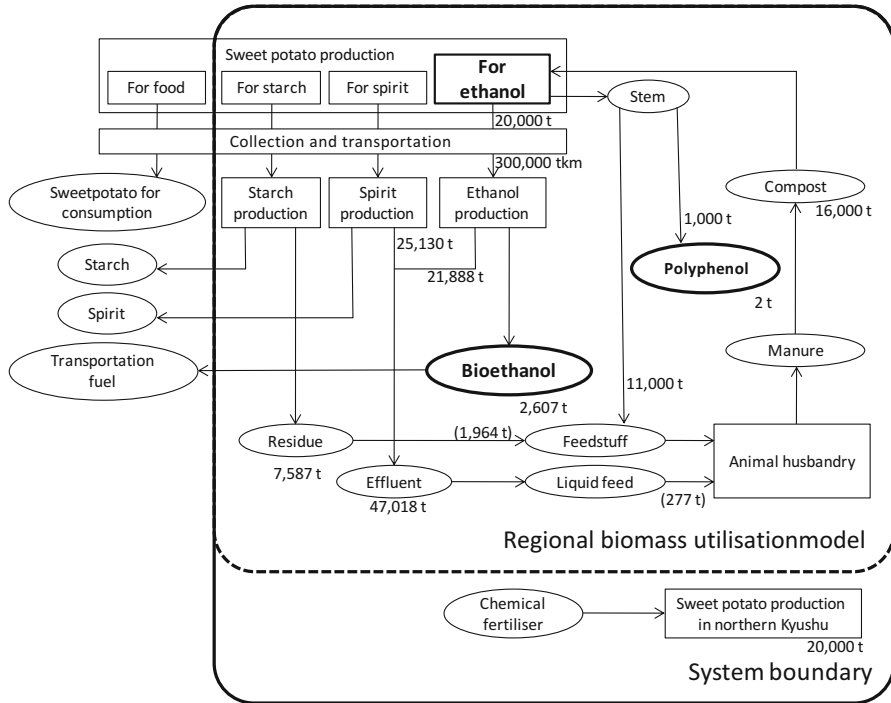 Sweet potato production
For food
For starch
For spirit
For
ethanol
Stem
20,000 t
Collection and transportation
300,000 tkm
Sweetpotato for
consumption
Starch
production
Spirit
production
Ethanol
production
Compost
16,000 t
1,000 t
25,130 t
21,888 t
Starch
Polyphenol
2 t
Spirit
Transportation
fuel
Bioethanol
2,607 t
Manure
11,000 t
Residue
7,587 t
(1,964 t)
Feedstuff
Animal husbandry
Effluent
47,018 t
Liquid feed
(277 t)
Regional biomass utilisationmodel
Chemical
fertiliser
Sweet potato production
in northern Kyushu
20,000 t
System boundary